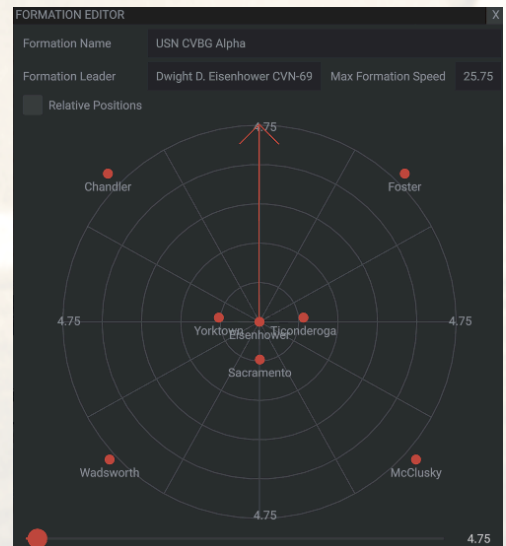 FORMATION EDITOR X
Formation Name USN CVBG Alpha
Formation Leader Dwight D. Eisenhower CVN-69 Max Formation Speed 25.75
Relative Positions
4.75
Chandler Foster
4.75 4.75
Yorktown Ticonderoga
Eisenhower
Sacramento
Wadsworth McClusky
4.75
4.75